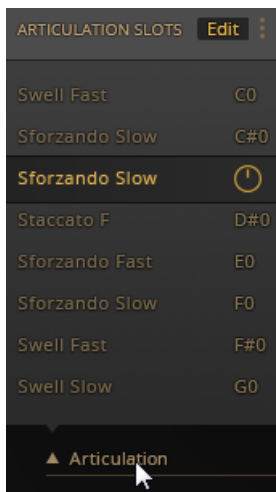 ARTICULATION SLOTS Edit
Swell Fast C0
Sforzando Slow C#0
Sforzando Slow
Staccato F D#0
Sforzando Fast E0
Sforzando Slow F0
Swell Fast F#0
Swell Slow G0
Articulation